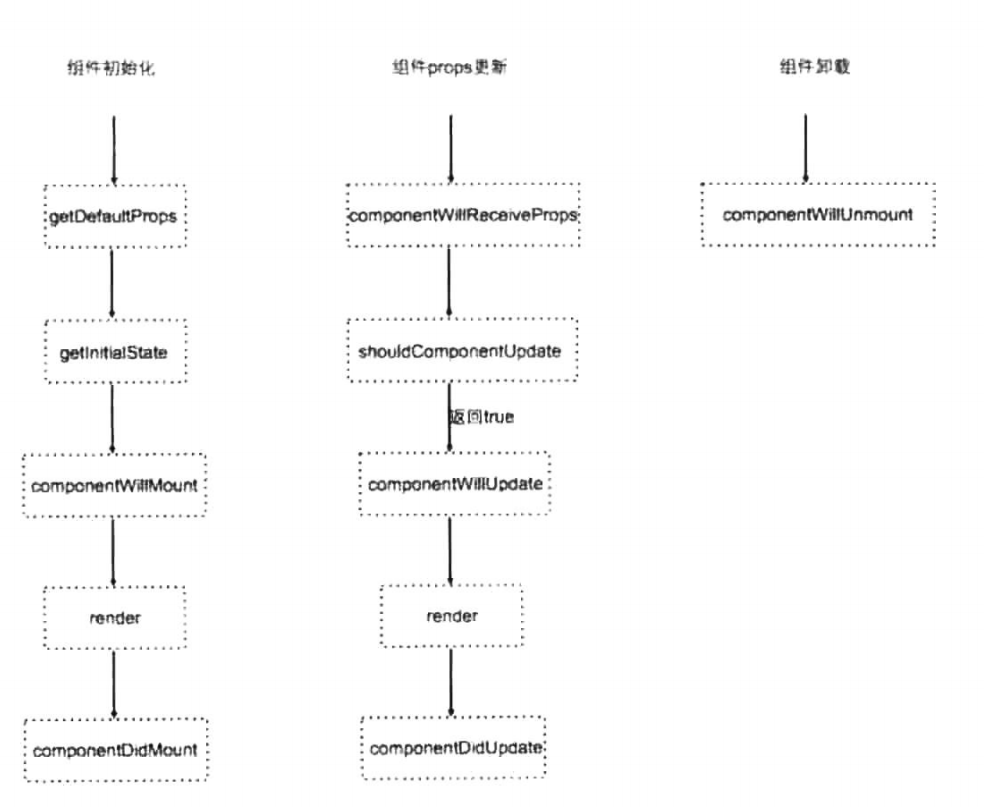 组件初始化
getDefaultProps
getInitialState
componentWillMount
render
componentDidMount
组件props更新
componentWillReceiveProps
shouldComponentUpdate
返回true
componentWillUpdate
render
componentDidUpdate
组件卸载
componentWillUnmount